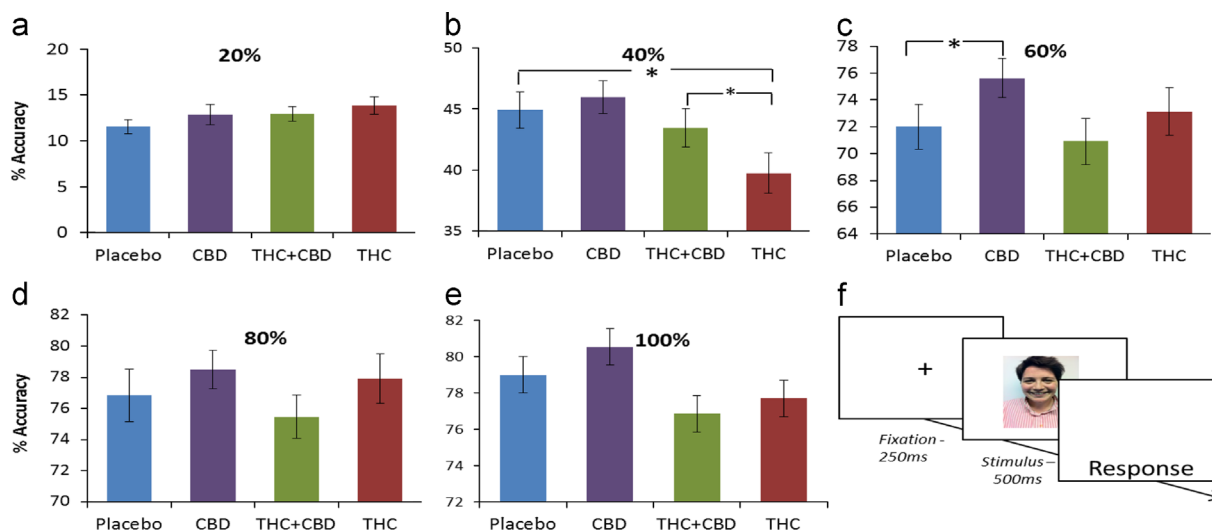 a
20%
% Accuracy
20
15
10
5
0
Placebo CBD THC+CBD THC
b
40%
*
*
50
45
40
35
Placebo CBD THC+CBD THC
c
*
60%
78
76
74
72
70
68
66
64
Placebo CBD THC+CBD THC
d
80%
% Accuracy
82
80
78
76
74
72
70
Placebo CBD THC+CBD THC
e
100%
82
80
78
76
74
72
Placebo CBD THC+CBD THC
f
+
Fixation -
250ms
Stimulus –
500ms
Response